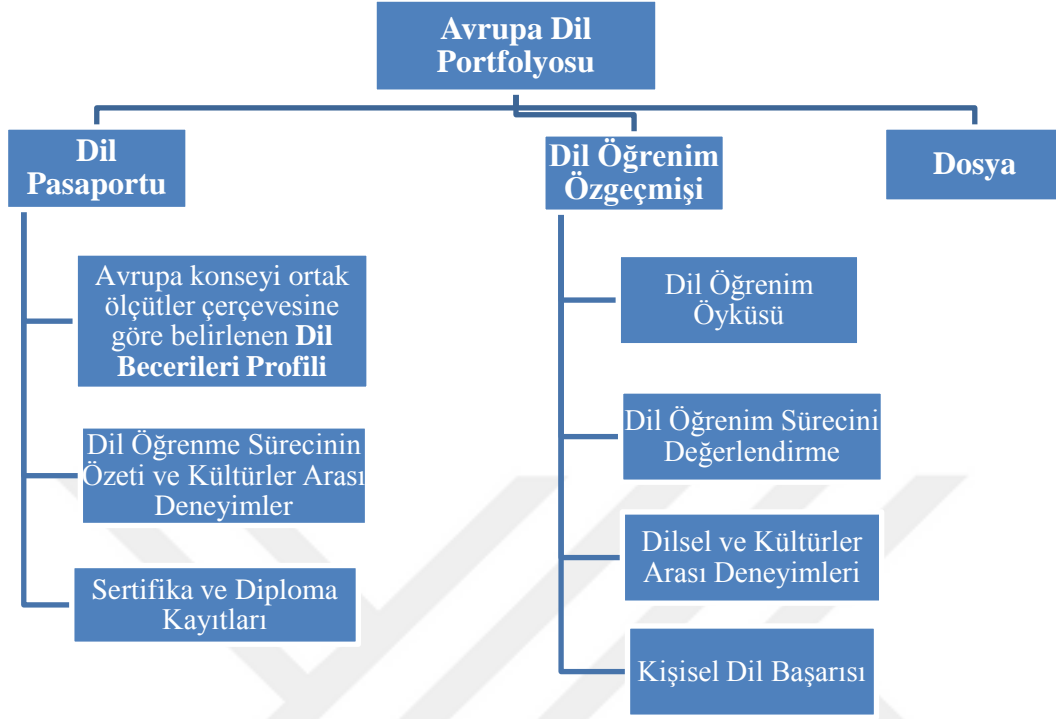 Avrupa Dil
Portfolyosu
Dil
Pasaportu
Avrupa konseyi ortak
ölçütler çerçevesine
göre belirlenen Dil
Becerileri Profili
Dil Öğrenme Sürecinin
Özeti ve Kültürler Arası
Deneyimler
Sertifika ve Diploma
Kayıtları
Dil Öğrenim
Özgeçmişi
Dil Öğrenim
Öyküsü
Dil Öğrenim Sürecini
Değerlendirme
Dilsel ve Kültürler
Arası Deneyimleri
Kişisel Dil Başarısı
Dosya